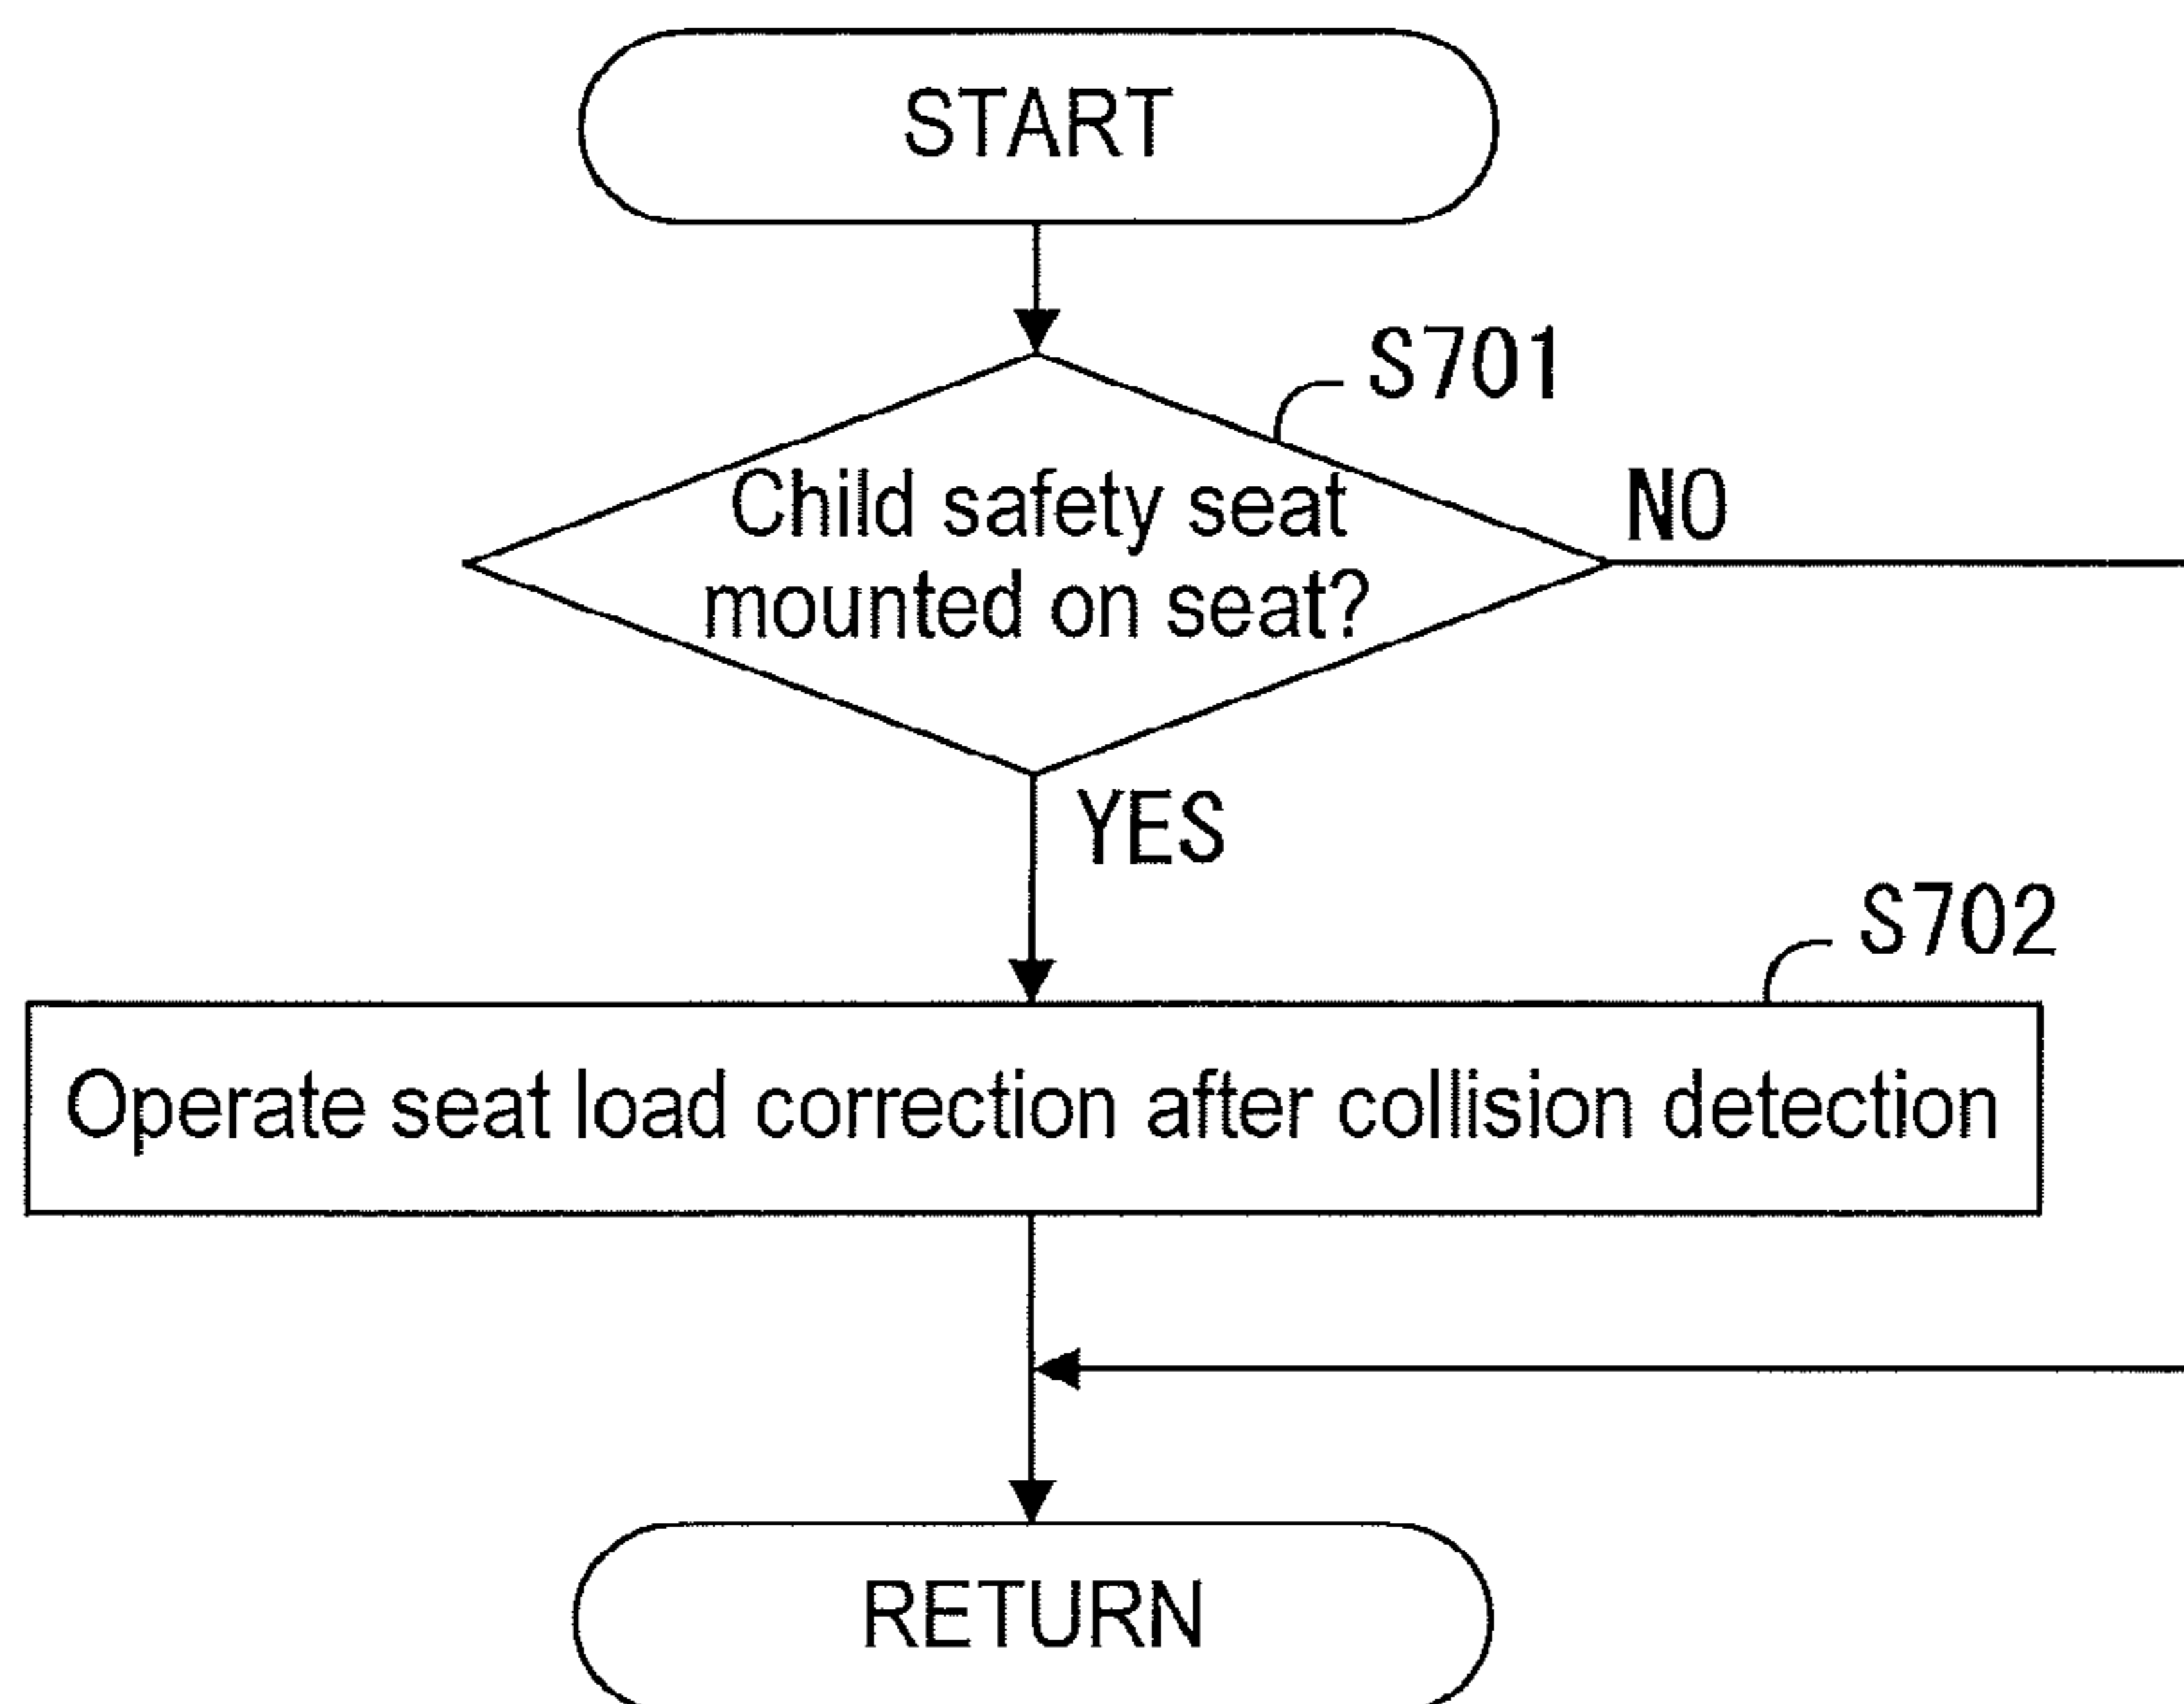 START
S701
Child safety seat
mounted on seat?
NO
YES
S702
Operate seat load correction after collision detection
RETURN